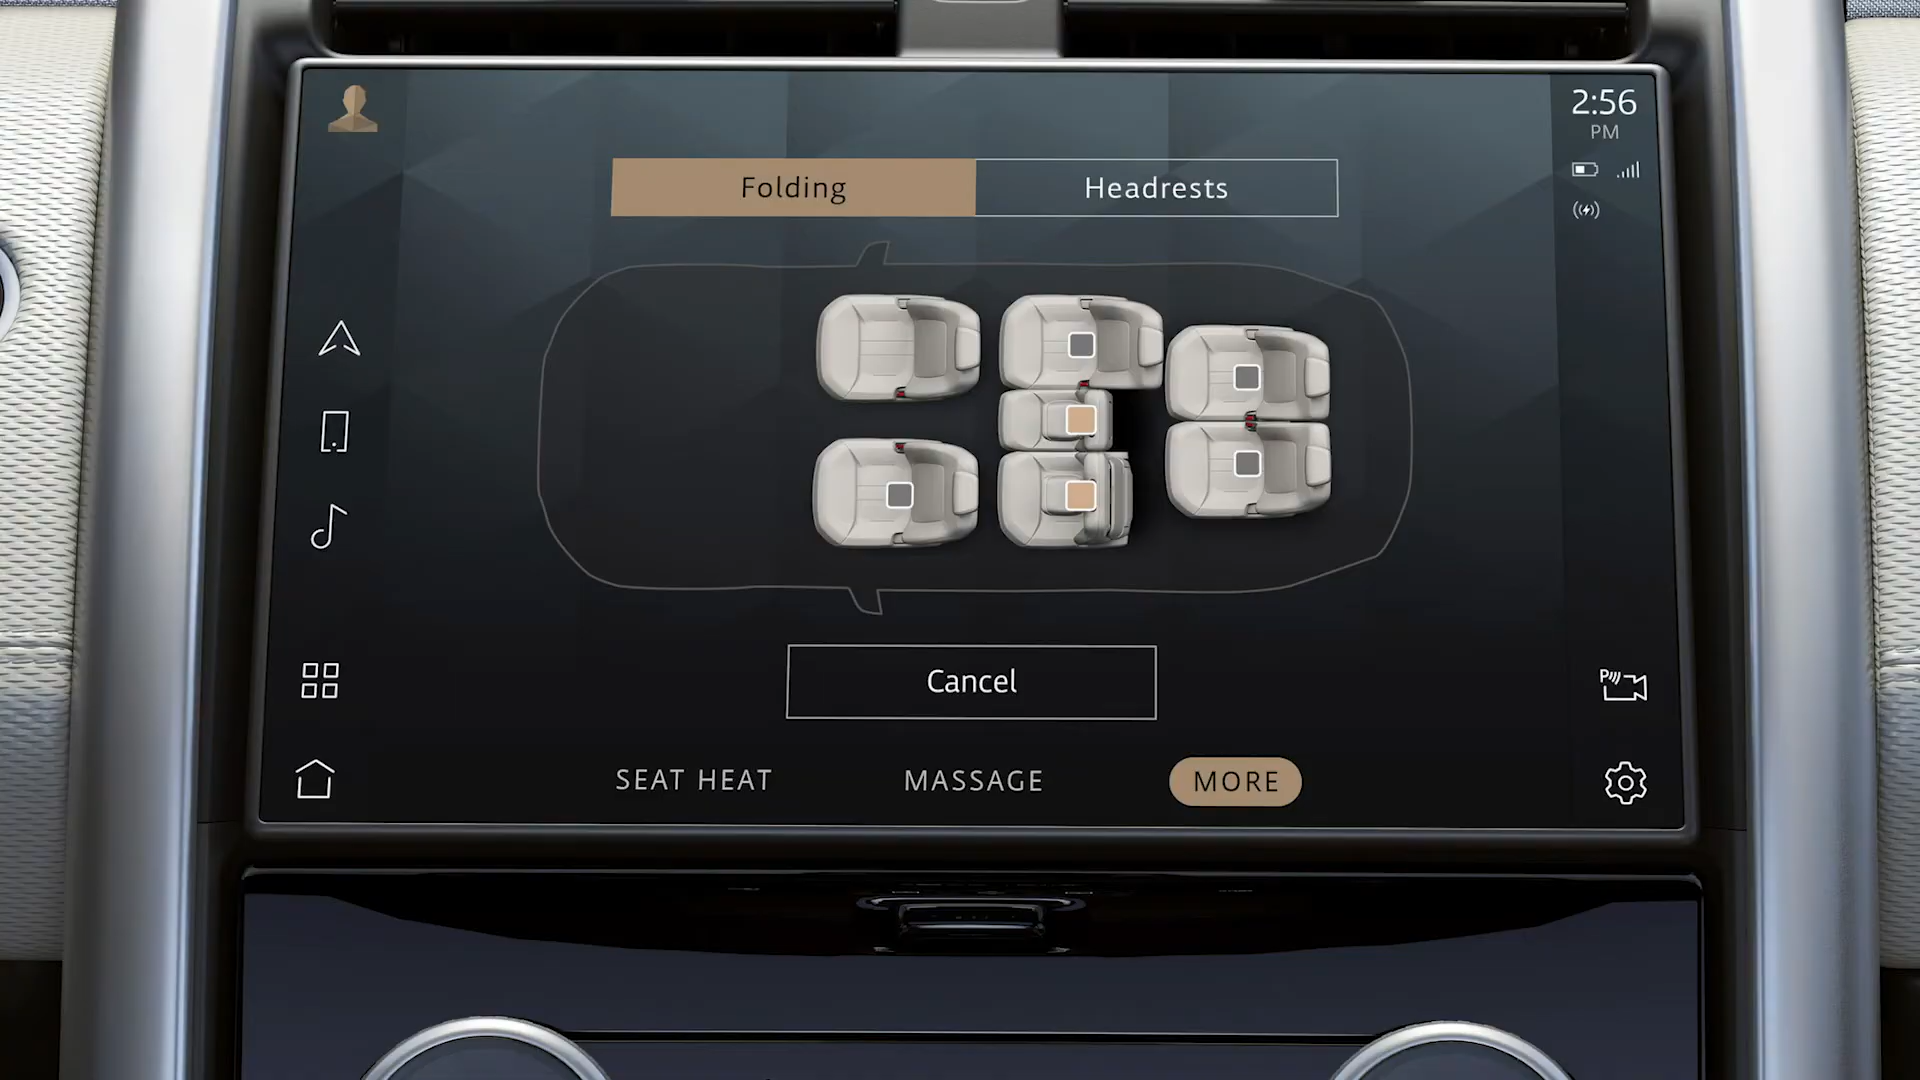 2:56
PM
Folding
Headrests
Cancel
P
SEAT HEAT
MASSAGE
MORE